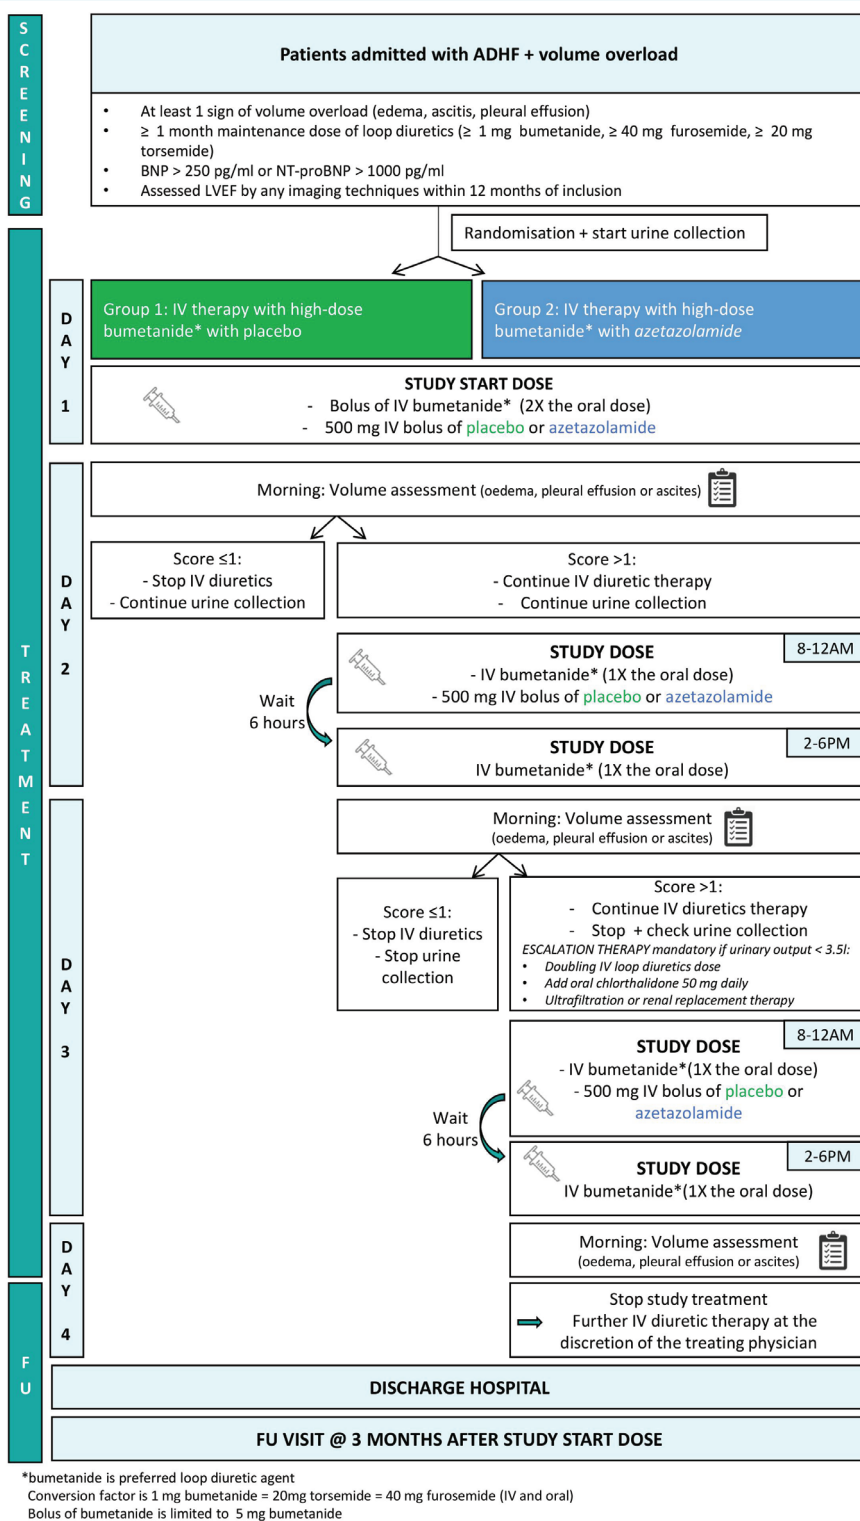 SCREENING
Patients admitted with ADHF + volume overload
• At least 1 sign of volume overload (edema, ascitis, pleural effusion)
• ≥ 1 month maintenance dose of loop diuretics (≥ 1 mg bumetanide, ≥ 40 mg furosemide, ≥ 20 mg
torsemide)
• BNP > 250 pg/ml or NT-proBNP > 1000 pg/ml
• Assessed LVEF by any imaging techniques within 12 months of inclusion
Randomisation + start urine collection
TREATMENT
DAY 1
Group 1: IV therapy with high-dose
bumetanide* with placebo
Group 2: IV therapy with high-dose
bumetanide* with azetazolamide
STUDY START DOSE
- Bolus of IV bumetanide* (2X the oral dose)
- 500 mg IV bolus of placebo or azetazolamide
DAY 2
Morning: Volume assessment (oedema, pleural effusion or ascites)
Score ≤1:
- Stop IV diuretics
- Continue urine collection
Score >1:
- Continue IV diuretic therapy
- Continue urine collection
8-12AM
STUDY DOSE
- IV bumetanide* (1X the oral dose)
- 500 mg IV bolus of placebo or azetazolamide
Wait
6 hours
2-6PM
STUDY DOSE
IV bumetanide* (1X the oral dose)
DAY 3
Morning: Volume assessment
(oedema, pleural effusion or ascites)
Score ≤1:
- Stop IV diuretics
- Stop urine
collection
Score >1:
- Continue IV diuretics therapy
- Stop + check urine collection
ESCALATION THERAPY mandatory if urinary output < 3.5l:
• Doubling IV loop diuretics dose
• Add oral chlorthalidone 50 mg daily
• Ultrafiltration or renal replacement therapy
8-12AM
STUDY DOSE
- IV bumetanide*(1X the oral dose)
- 500 mg IV bolus of placebo or
azetazolamide
Wait
6 hours
2-6PM
STUDY DOSE
IV bumetanide*(1X the oral dose)
DAY 4
Morning: Volume assessment
(oedema, pleural effusion or ascites)
FU
Stop study treatment
Further IV diuretic therapy at the
discretion of the treating physician
DISCHARGE HOSPITAL
FU VISIT @ 3 MONTHS AFTER STUDY START DOSE
*bumetanide is preferred loop diuretic agent
Conversion factor is 1 mg bumetanide = 20mg torsemide = 40 mg furosemide (IV and oral)
Bolus of bumetanide is limited to 5 mg bumetanide